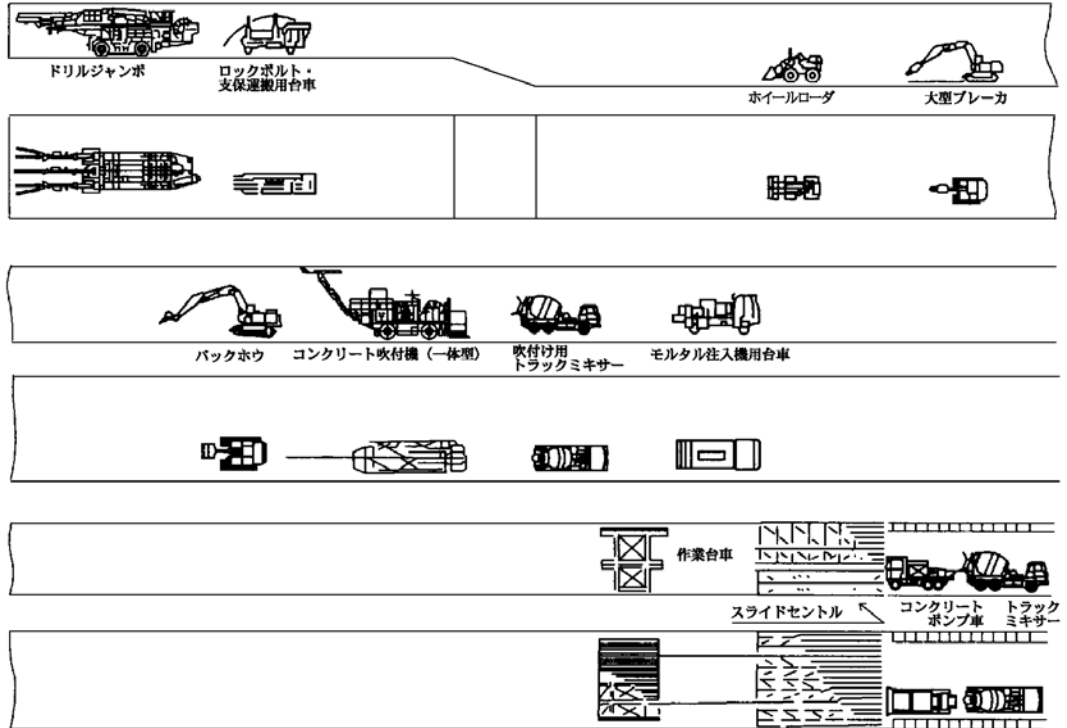 ドリルジャンボ
ロックボルト・
支保運搬用台車
ホイールローダ
大型ブレーカ
バックホウ
コンクリート吹付機（一体型）
吹付け用
トラックミキサー
モルタル注入機用台車
作業台車
スライドセントル
コンクリート
ポンプ車
トラック
ミキサー